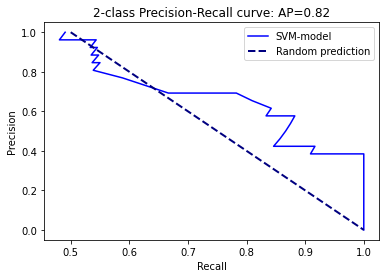 2-class Precision-Recall curve: AP=0.82
SVM-model
Random prediction
Precision
1.0
0.8
0.6
0.4
0.2
0.0
0.5
0.6
0.7
0.8
0.9
1.0
Recall